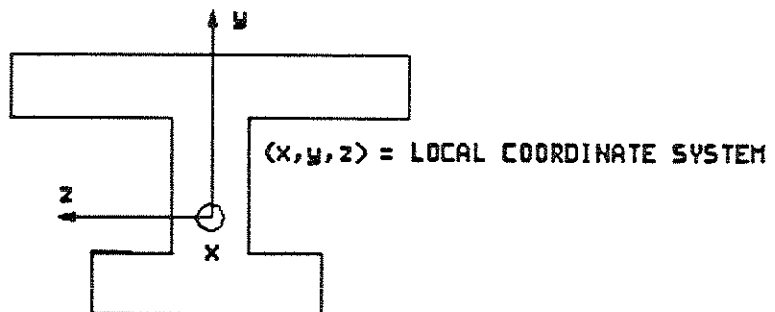 y
(x,y,z) = LOCAL COORDINATE SYSTEM
z
x